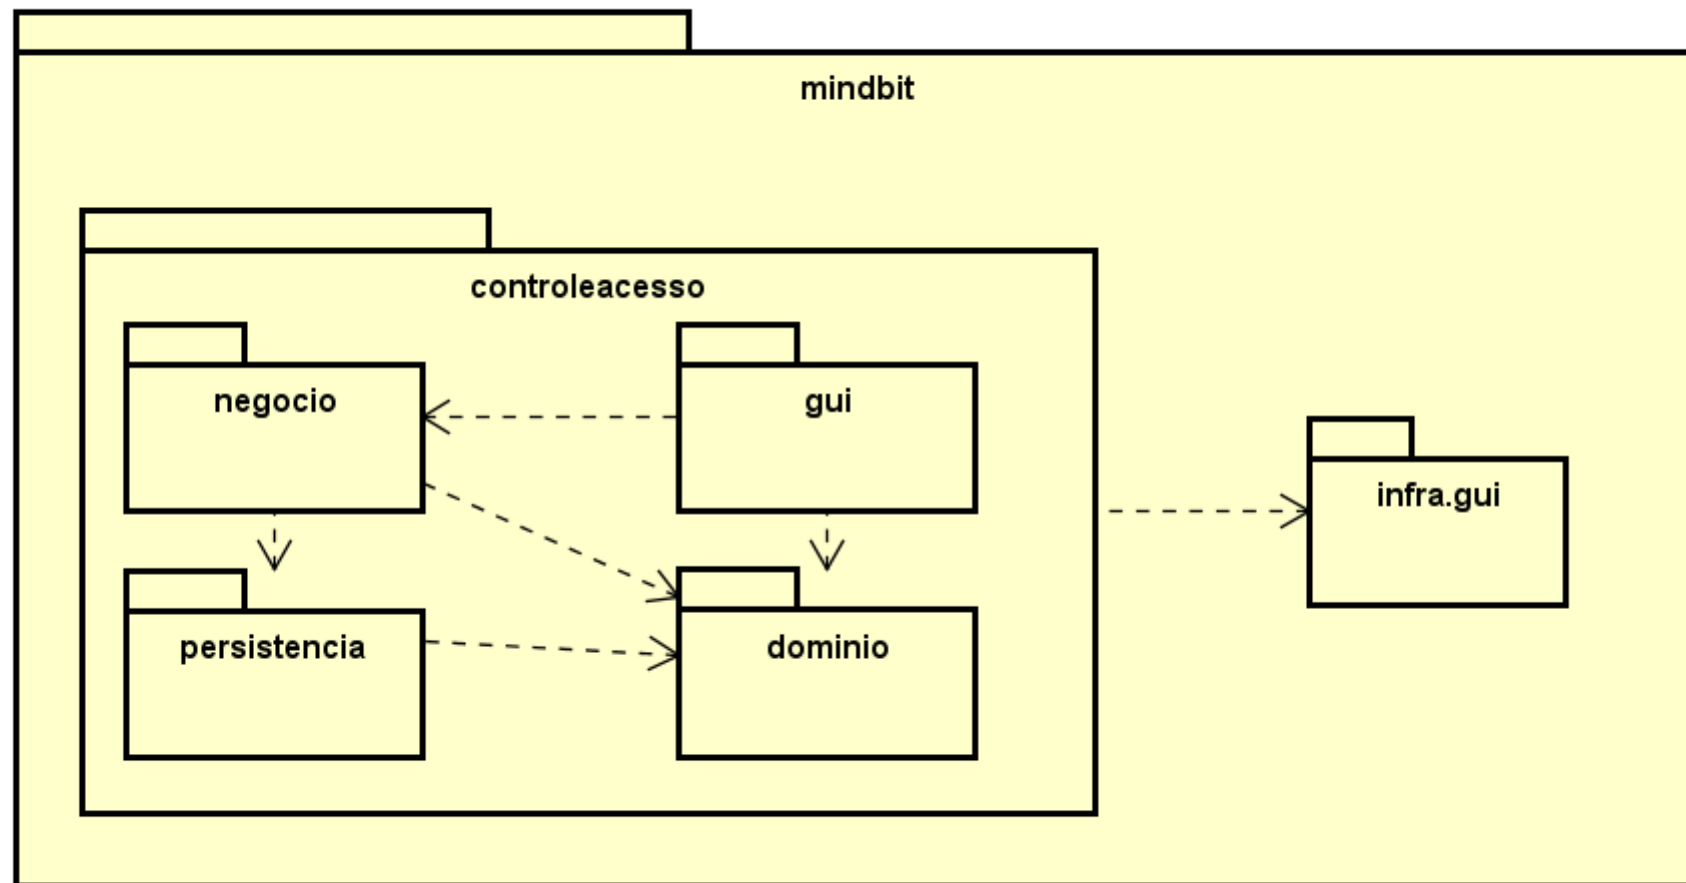 mindbit
controleacesso
negocio
gui
infra.gui
persistencia
dominio